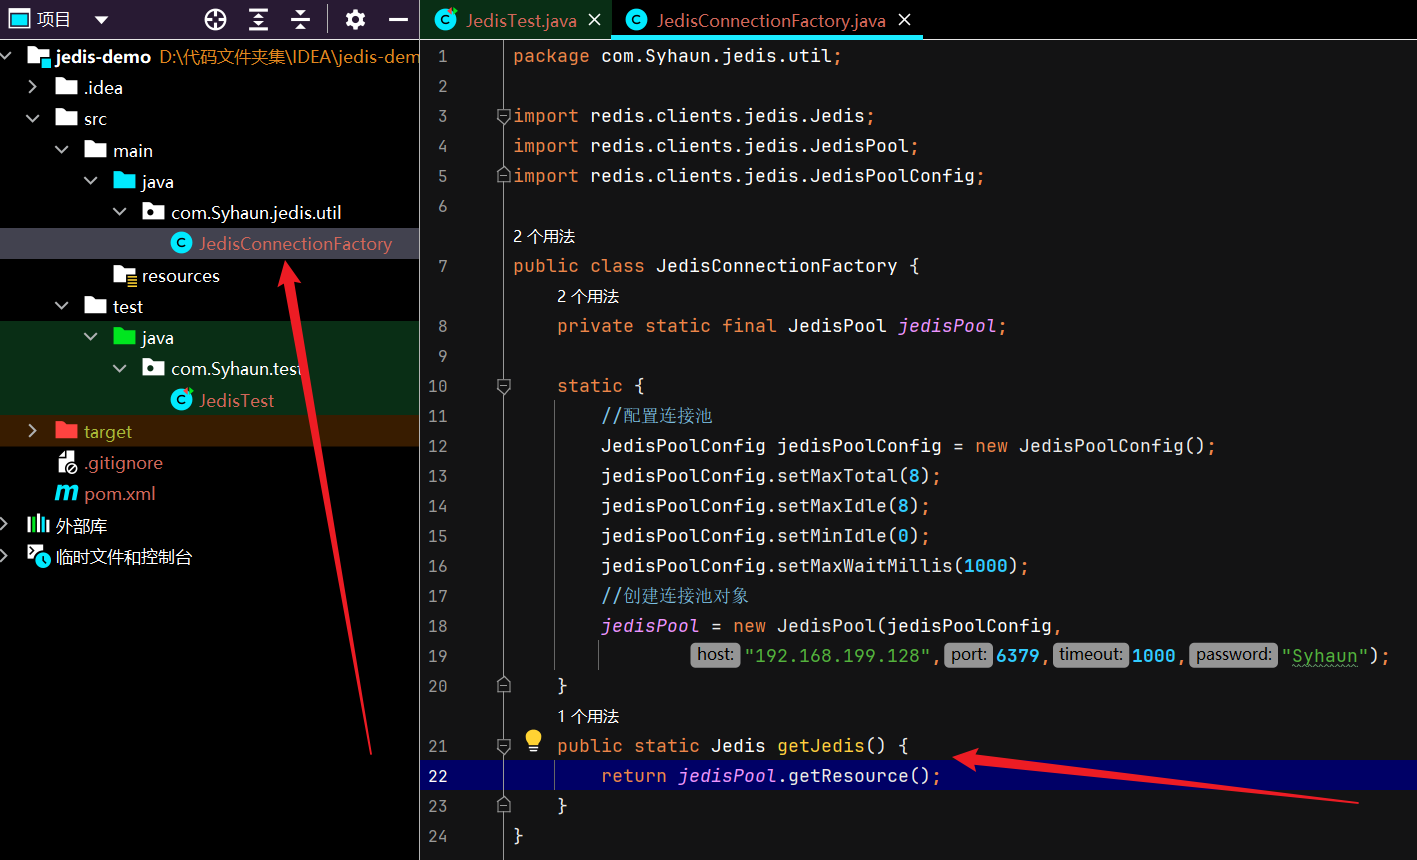 项目
jedis-demo D:\代码文件夹集\IDEA\jedis-dem
.idea
src
main
java
com.Syhaun.jedis.util
JedisConnectionFactory
resources
test
java
com.Syhaun.test
JedisTest
target
.gitignore
pom.xml
外部库
临时文件和控制台
JedisTest.java
JedisConnectionFactory.java
1 package com.Syhaun.jedis.util;
2
3 import redis.clients.jedis.Jedis;
4 import redis.clients.jedis.JedisPool;
5 import redis.clients.jedis.JedisPoolConfig;
6
2 个用法
7 public class JedisConnectionFactory {
2 个用法
8 private static final JedisPool jedisPool;
9
10 static {
11 //配置连接池
12 JedisPoolConfig jedisPoolConfig = new JedisPoolConfig();
13 jedisPoolConfig.setMaxTotal(8);
14 jedisPoolConfig.setMaxIdle(8);
15 jedisPoolConfig.setMinIdle(0);
16 jedisPoolConfig.setMaxWaitMillis(1000);
17 //创建连接池对象
18 jedisPool = new JedisPool(jedisPoolConfig,
19 host: "192.168.199.128", port: 6379, timeout: 1000, password: "Syhaun");
20 }
1 个用法
21 public static Jedis getJedis() {
22 return jedisPool.getResource();
23 }
24 }